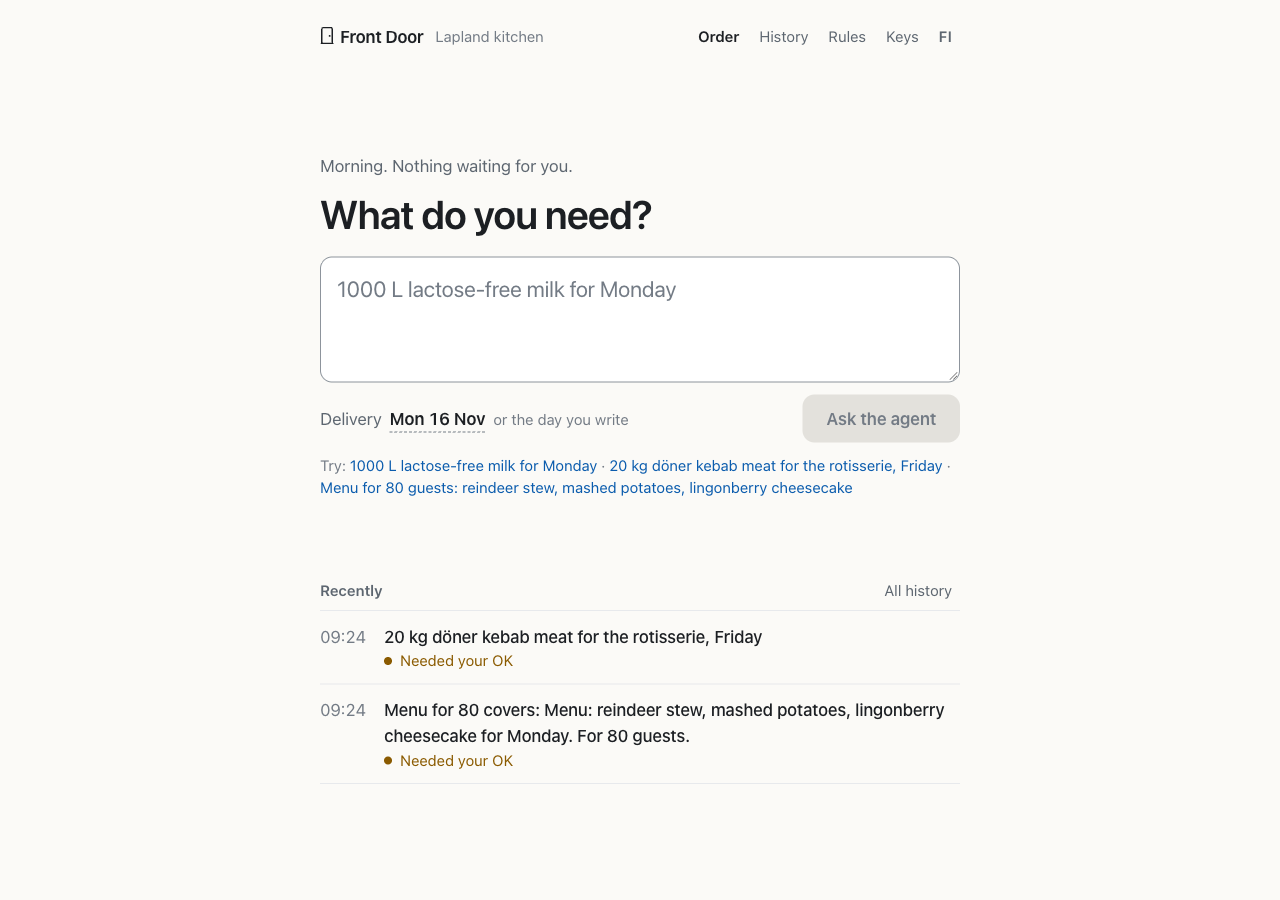 Front Door Lapland kitchen Order History Rules Keys FI
Morning. Nothing waiting for you.
What do you need?
1000 L lactose-free milk for Monday
Delivery Mon 16 Nov or the day you write Ask the agent
Try: 1000 L lactose-free milk for Monday · 20 kg döner kebab meat for the rotisserie, Friday ·
Menu for 80 guests: reindeer stew, mashed potatoes, lingonberry cheesecake
Recently All history
09:24 20 kg döner kebab meat for the rotisserie, Friday
Needed your OK
09:24 Menu for 80 covers: Menu: reindeer stew, mashed potatoes, lingonberry
cheesecake for Monday. For 80 guests.
Needed your OK